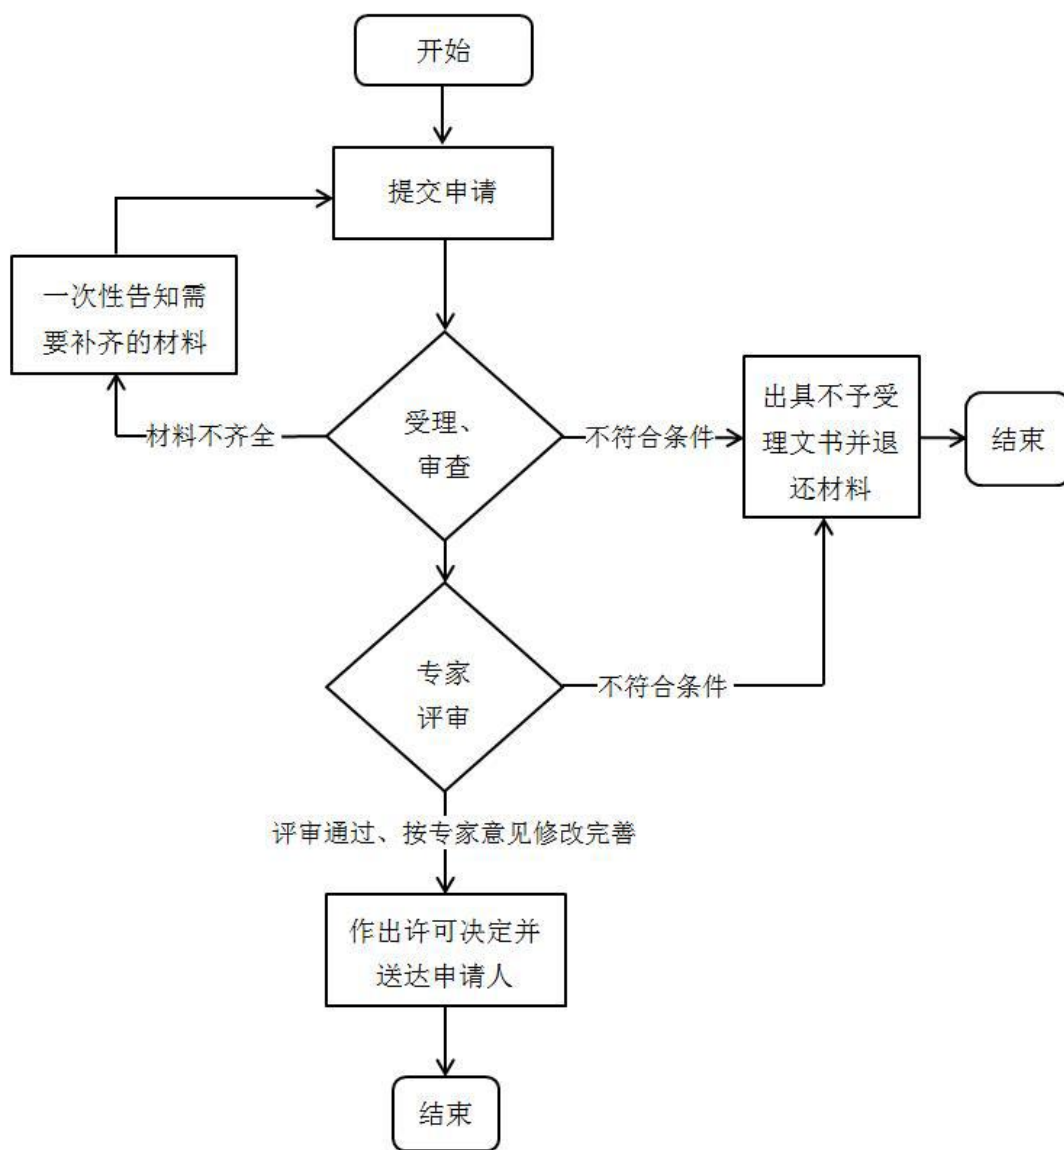 开始
提交申请
一次性告知需
要补齐的材料
材料不齐全
受理、
审查
不符合条件
出具不予受
理文书并退
还材料
结束
专家
评审
不符合条件
评审通过、按专家意见修改完善
作出许可决定并
送达申请人
结束